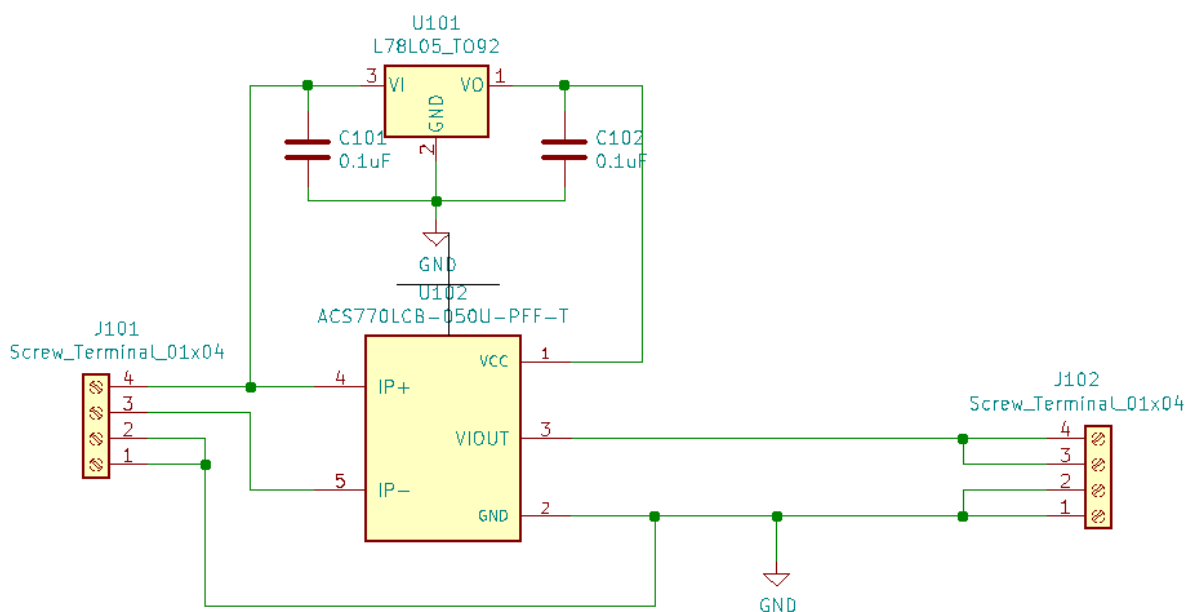 U101
L78L05_TO92
3
VI
VO
1
GND
2
C101
0.1uF
C102
0.1uF
GND
U102
ACS770LCB-050U-PFF-T
J101
Screw_Terminal_01x04
4
3
2
1
4
IP+
5
IP-
VCC
1
VIOUT
3
GND
2
J102
Screw_Terminal_01x04
4
3
2
1
GND